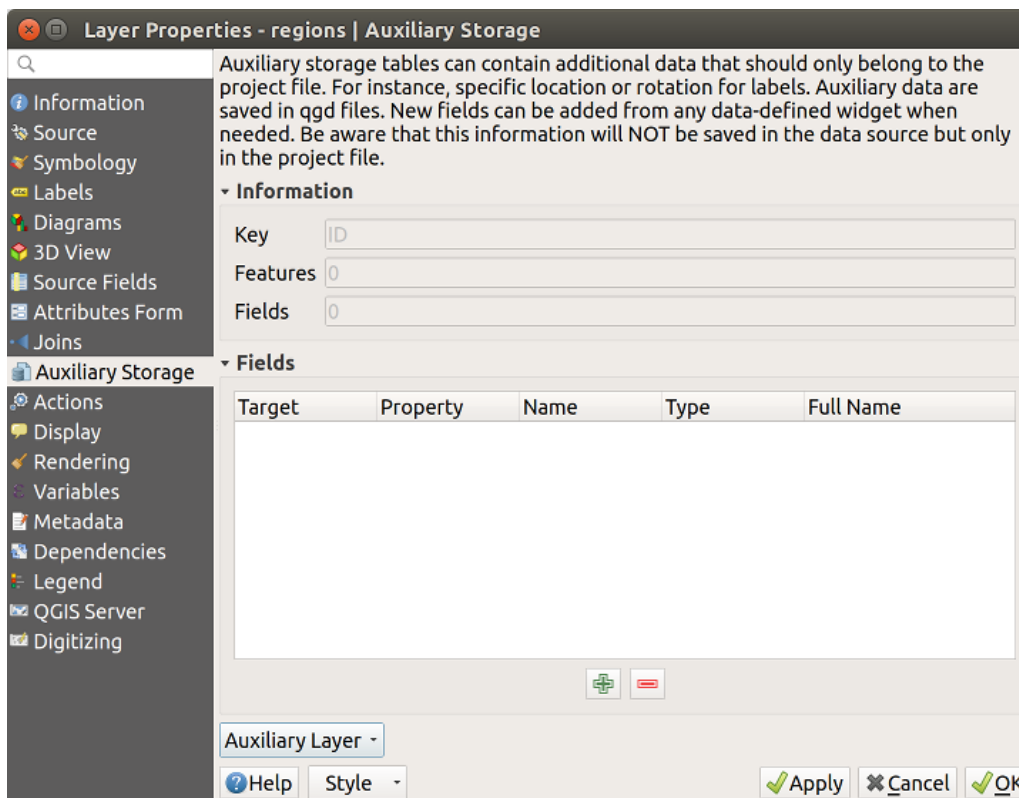 Layer Properties - regions | Auxiliary Storage
Information
Source
Symbology
Labels
Diagrams
3D View
Source Fields
Attributes Form
Joins
Auxiliary Storage
Actions
Display
Rendering
Variables
Metadata
Dependencies
Legend
QGIS Server
Digitizing
Auxiliary storage tables can contain additional data that should only belong to the
project file. For instance, specific location or rotation for labels. Auxiliary data are
saved in qgd files. New fields can be added from any data-defined widget when
needed. Be aware that this information will NOT be saved in the data source but only
in the project file.
Information
Key ID
Features 0
Fields 0
Fields
Target Property Name Type Full Name
Auxiliary Layer
Help Style Apply Cancel OK